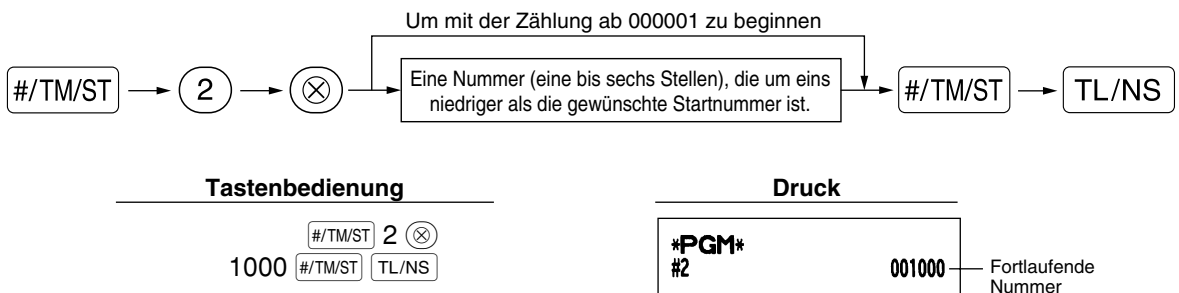 Um mit der Zählung ab 000001 zu beginnen
#/TM/ST 2 ⊗ Eine Nummer (eine bis sechs Stellen), die um eins #/TM/ST TL/NS
niedriger als die gewünschte Startnummer ist.
Tastenbedienung Druck
#/TM/ST 2 ⊗
1000 #/TM/ST TL/NS
*PGM*
#2 001000 Fortlaufende
Nummer